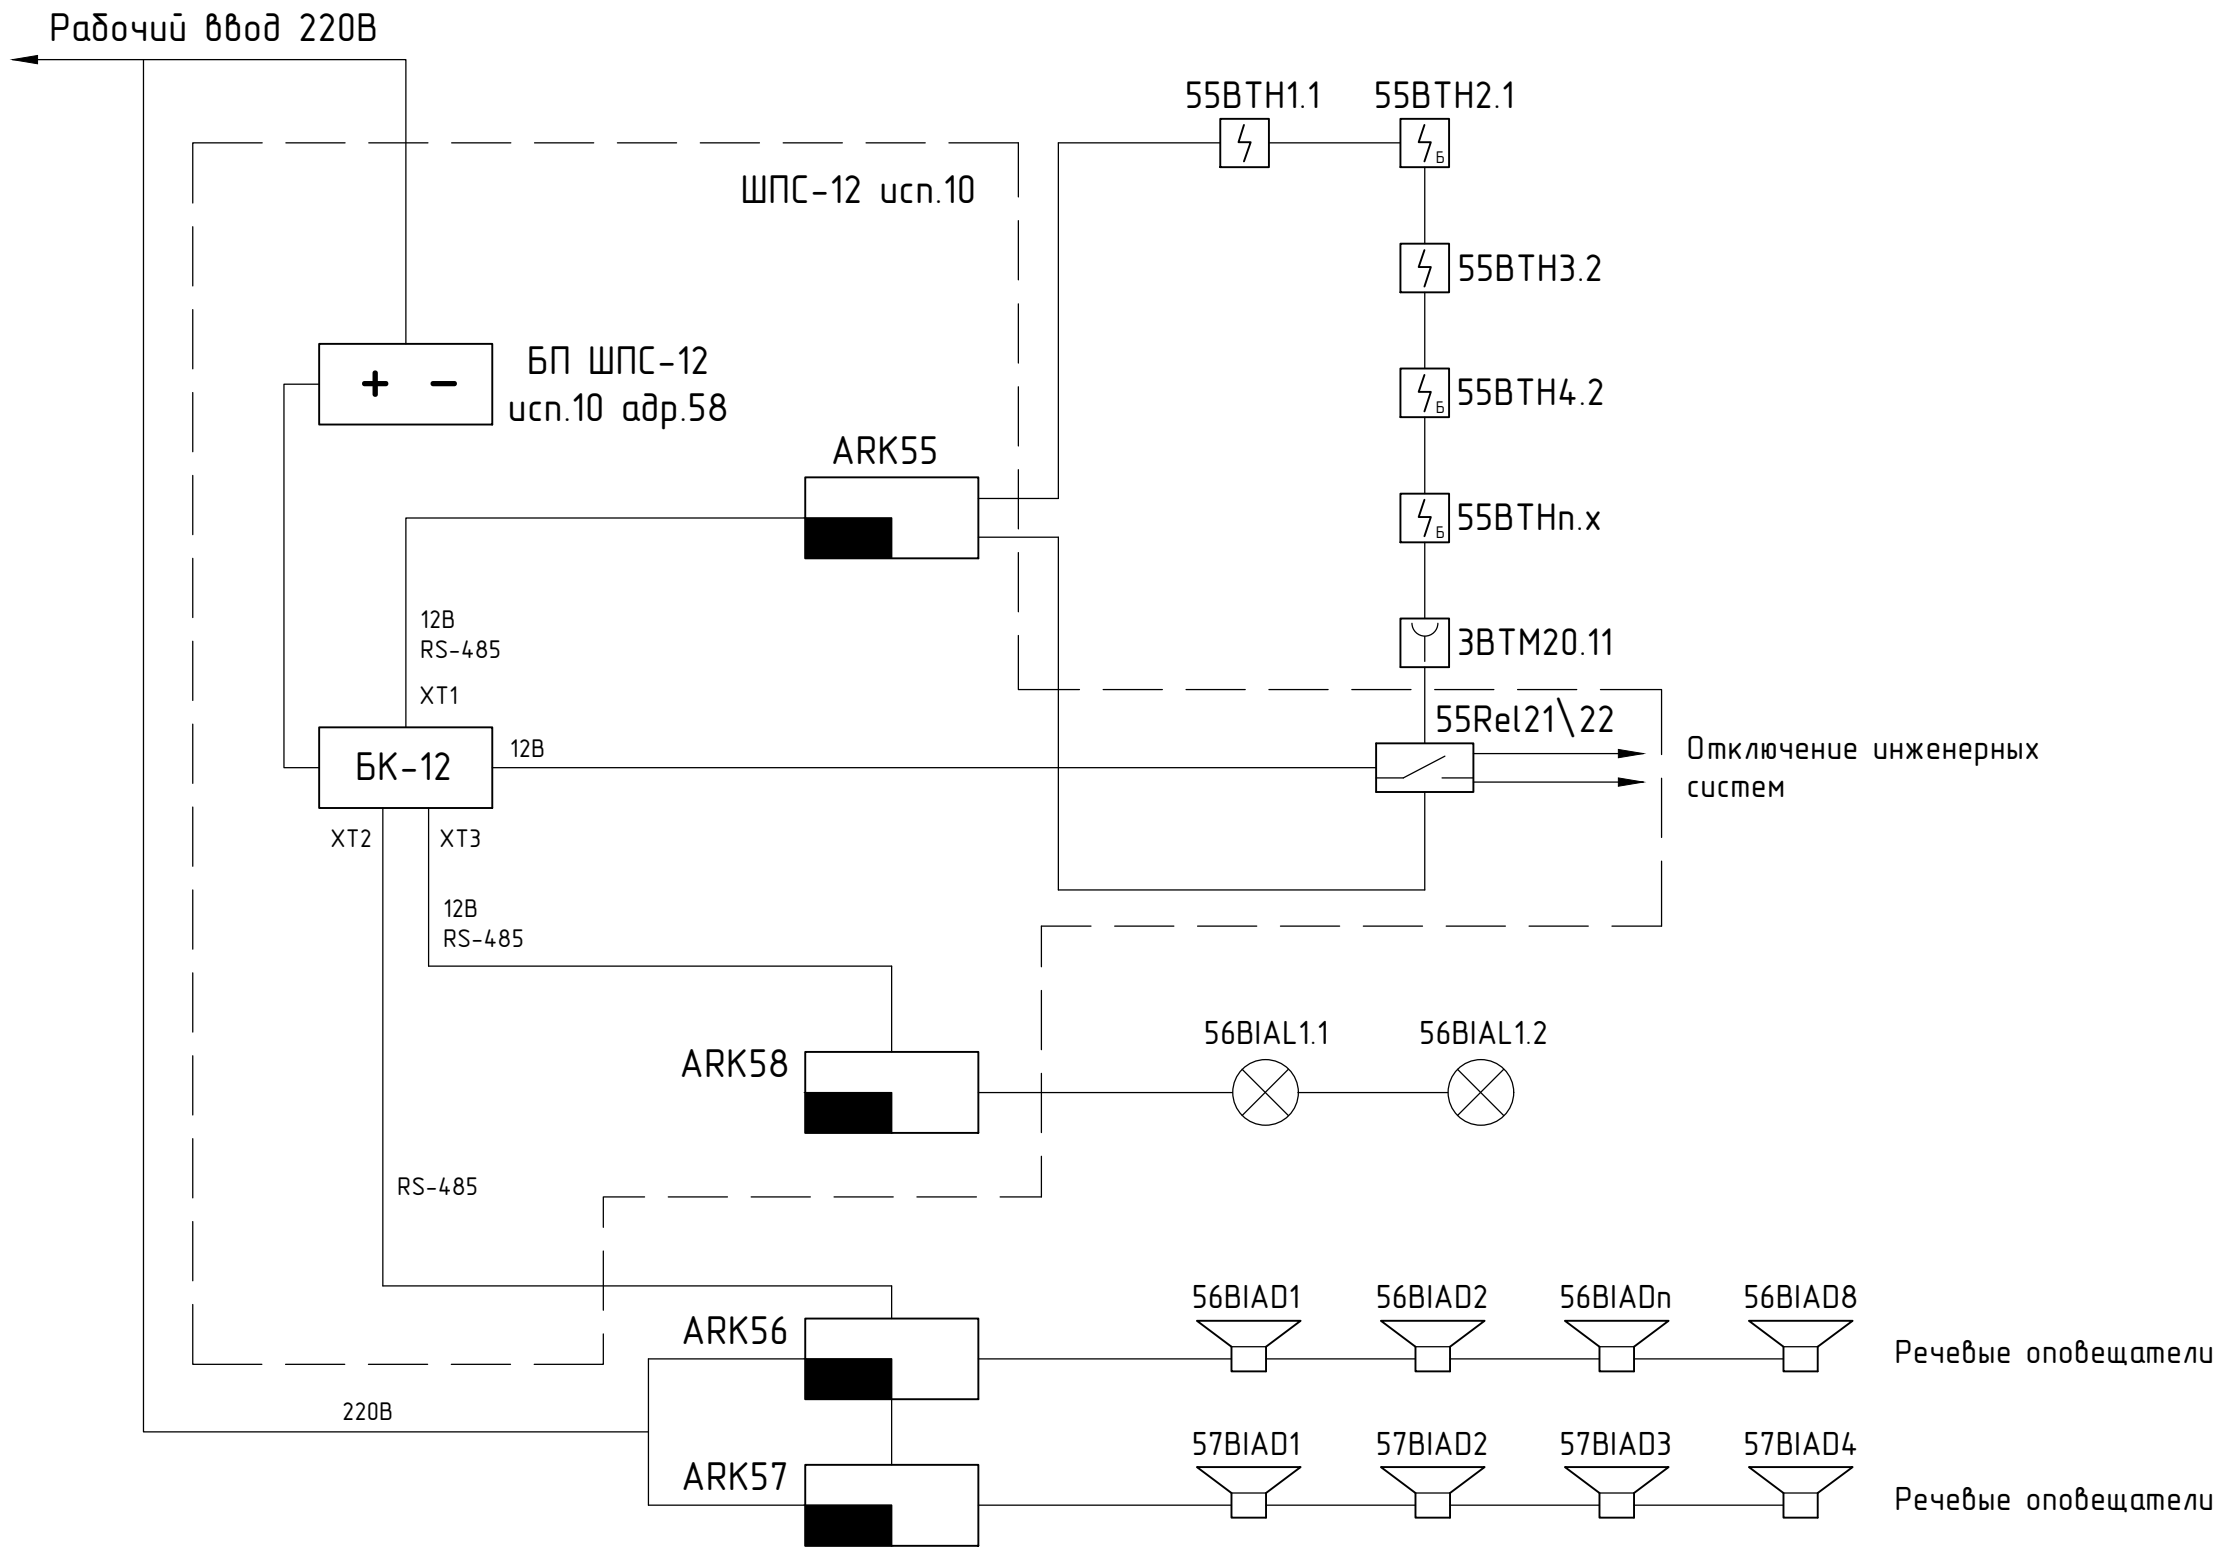 Рабочий ввод 220В
55BTH1.1
55BTH2.1
ШПС-12 исп.10
55BTH3.2
БП ШПС-12
исп.10 адр.58
55BTH4.2
ARK55
55BTHn.x
12В
RS-485
3BTM20.11
XT1
55Rel21\22
БК-12
12В
Отключение инженерных
систем
XT2
XT3
12В
RS-485
56BIAL1.1
56BIAL1.2
ARK58
RS-485
56BIAD1
56BIAD2
56BIADn
56BIAD8
ARK56
Речевые оповещатели
220В
57BIAD1
57BIAD2
57BIAD3
57BIAD4
ARK57
Речевые оповещатели
Б
Б
Б